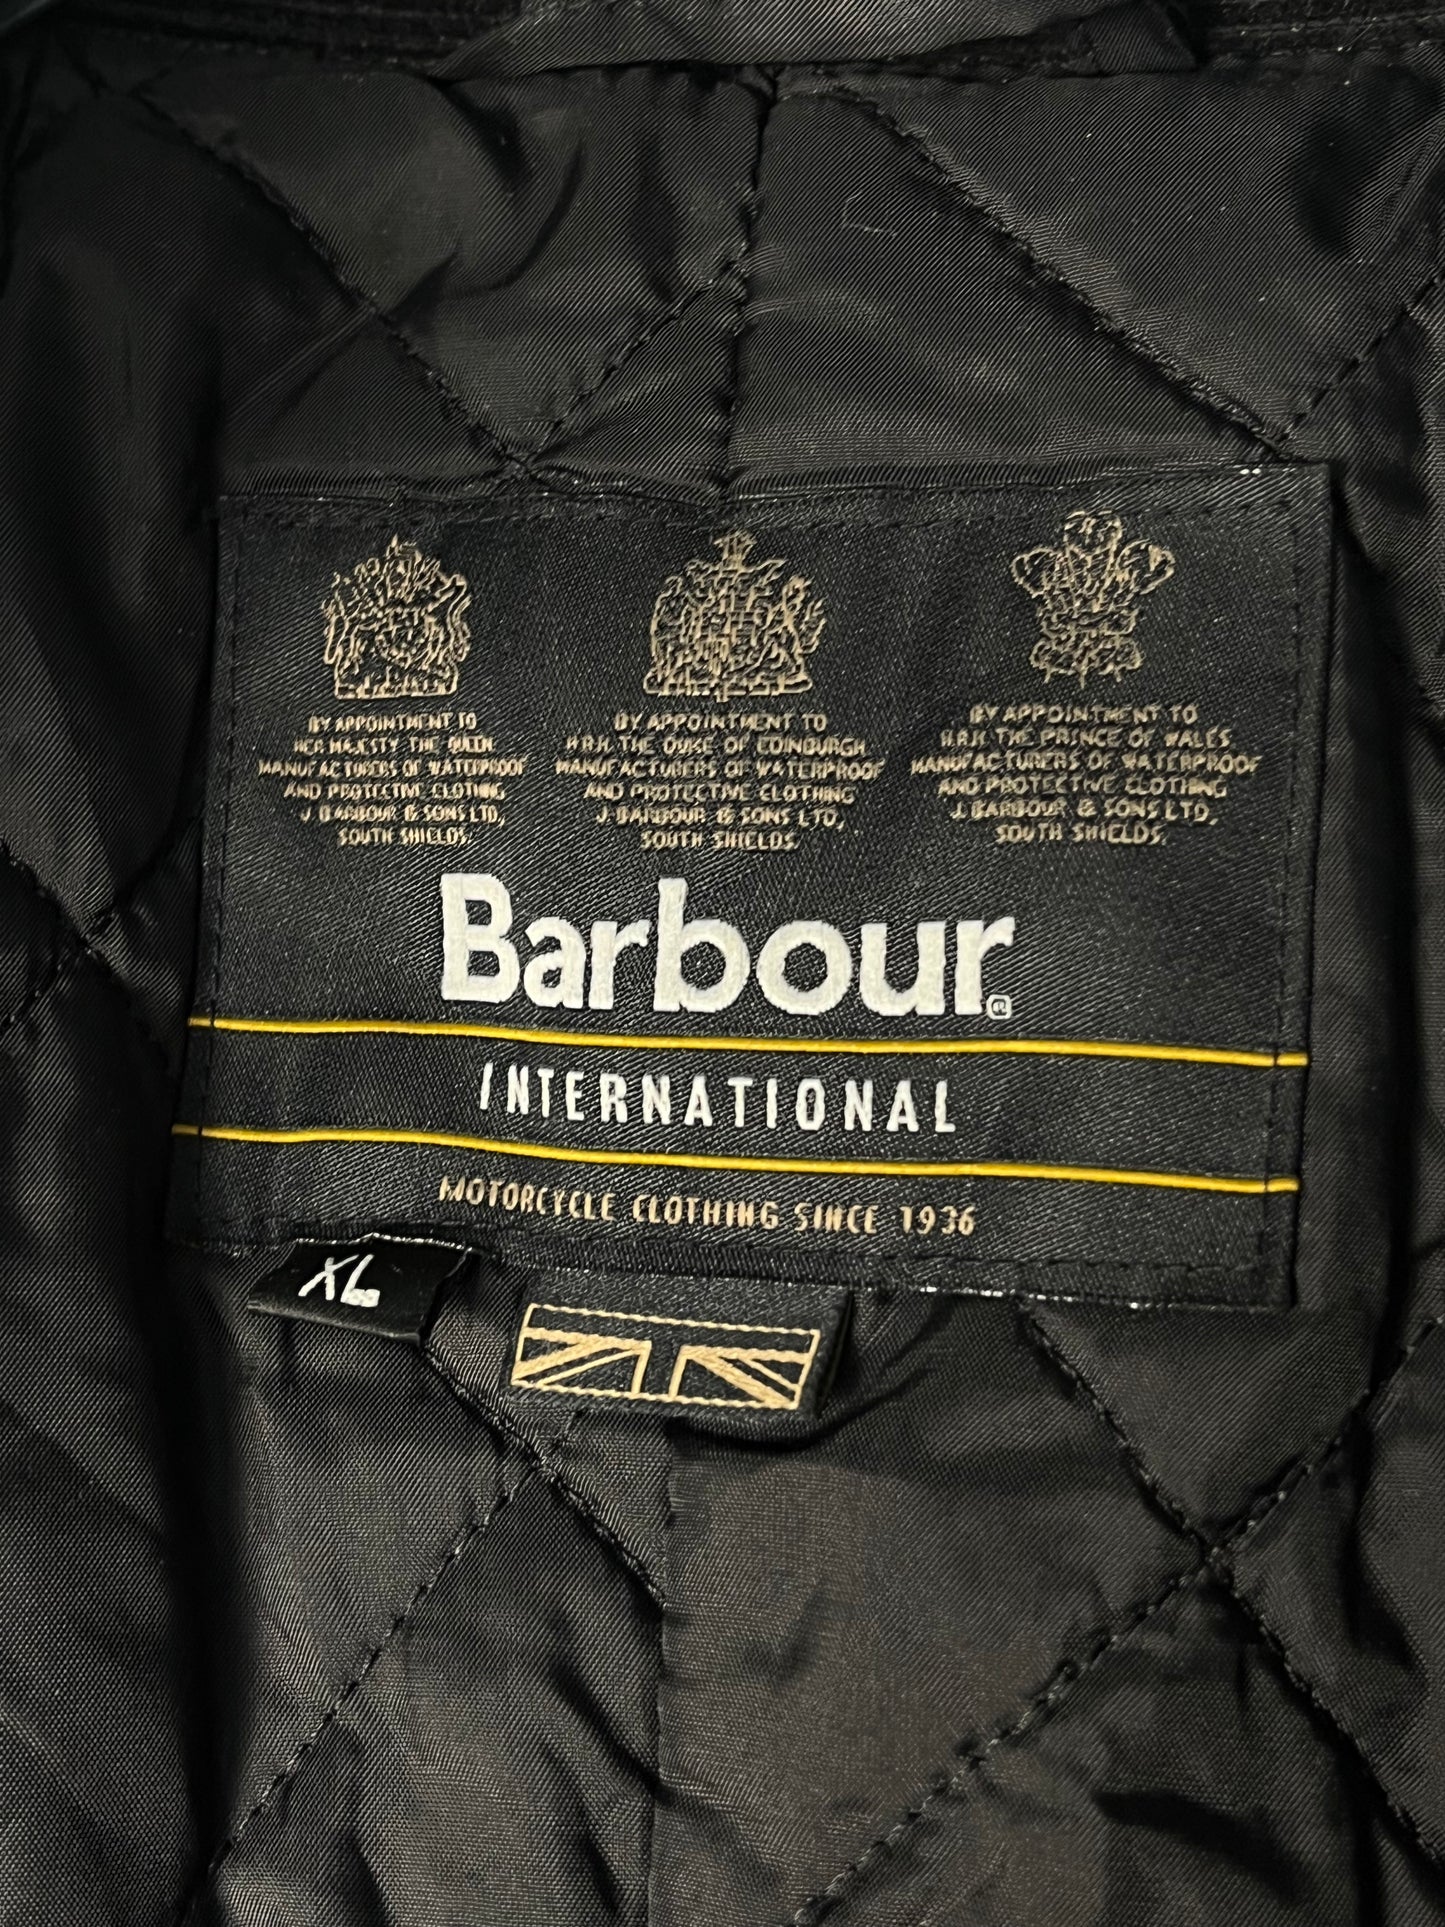 BY APPOINTMENT TO
HER MAJESTY THE QUEEN
MANUFACTURERS OF WATERPROOF
AND PROTECTIVE CLOTHING
J. BARBOUR & SONS LTD,
SOUTH SHIELDS.
BY APPOINTMENT TO
H.R.H. THE DUKE OF EDINBURGH
MANUFACTURERS OF WATERPROOF
AND PROTECTIVE CLOTHING
J. BARBOUR & SONS LTD,
SOUTH SHIELDS.
BY APPOINTMENT TO
H.R.H. THE PRINCE OF WALES
MANUFACTURERS OF WATERPROOF
AND PROTECTIVE CLOTHING
J. BARBOUR & SONS LTD,
SOUTH SHIELDS.
Barbour®
INTERNATIONAL
MOTORCYCLE CLOTHING SINCE 1936
XL